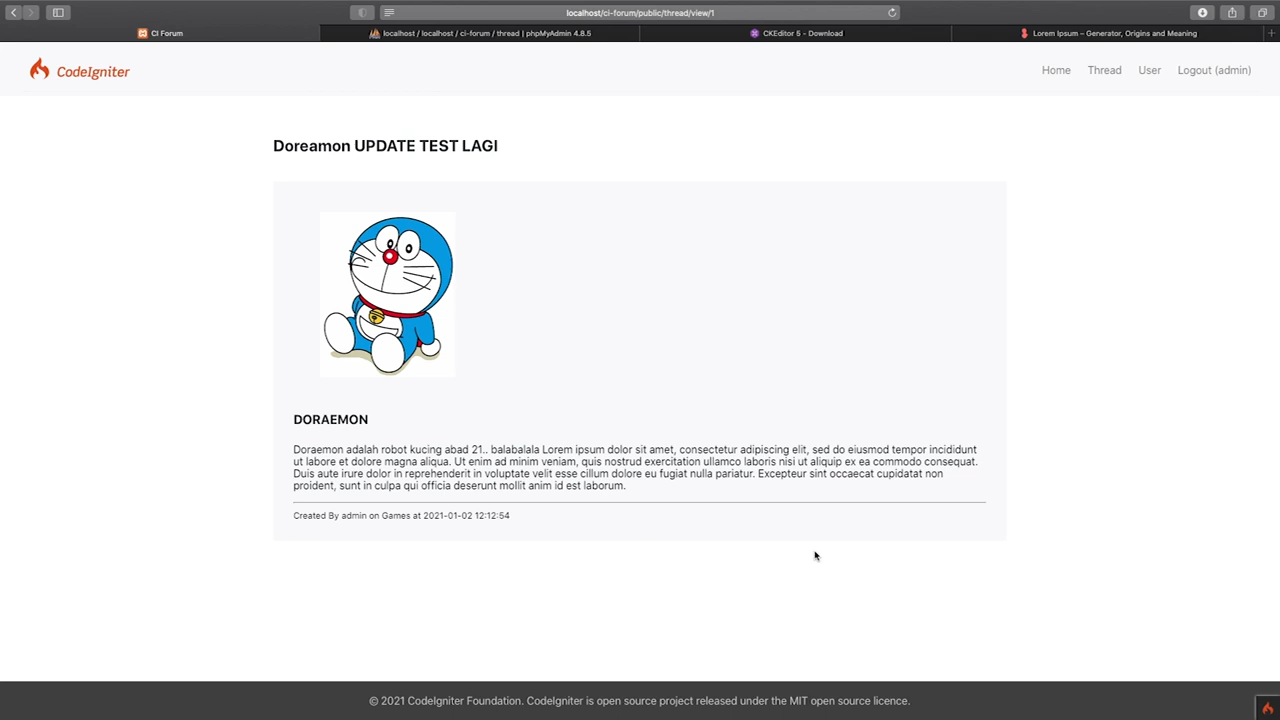 localhost/ci-forum/public/thread/view/1
CI Forum
localhost / localhost / ci-forum / thread | phpMyAdmin 4.8.5
CKEditor 5 - Download
Lorem Ipsum – Generator, Origins and Meaning
CodeIgniter
Home
Thread
User
Logout (admin)
Doreamon UPDATE TEST LAGI
DORAEMON
Doraemon adalah robot kucing abad 21.. balabalala Lorem ipsum dolor sit amet, consectetur adipiscing elit, sed do eiusmod tempor incididunt
ut labore et dolore magna aliqua. Ut enim ad minim veniam, quis nostrud exercitation ullamco laboris nisi ut aliquip ex ea commodo consequat.
Duis aute irure dolor in reprehenderit in voluptate velit esse cillum dolore eu fugiat nulla pariatur. Excepteur sint occaecat cupidatat non
proident, sunt in culpa qui officia deserunt mollit anim id est laborum.
Created By admin on Games at 2021-01-02 12:12:54
© 2021 CodeIgniter Foundation. CodeIgniter is open source project released under the MIT open source licence.